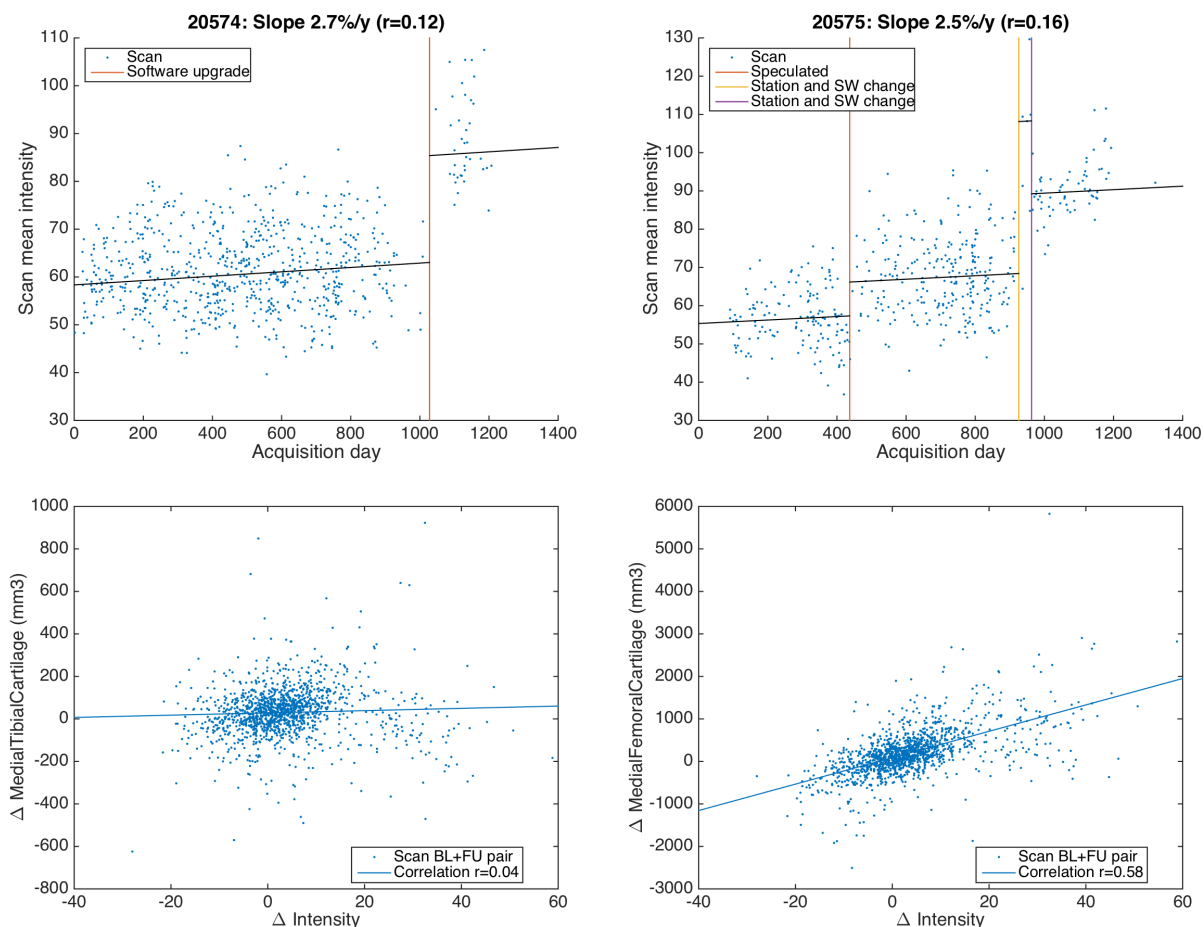 20574: Slope 2.7%/y (r=0.12)
110
100
90
80
70
60
50
40
30
Scan mean intensity
Scan
Software upgrade
0 200 400 600 800 1000 1200 1400
Acquisition day
20575: Slope 2.5%/y (r=0.16)
130
120
110
100
90
80
70
60
50
40
30
Scan mean intensity
Scan
Speculated
Station and SW change
Station and SW change
0 200 400 600 800 1000 1200 1400
Acquisition day
1000
800
600
400
200
0
-200
-400
-600
-800
Δ MedialTibialCartilage (mm3)
Scan BL+FU pair
Correlation r=0.04
-40 -20 0 20 40 60
Δ Intensity
6000
5000
4000
3000
2000
1000
0
-1000
-2000
-3000
Δ MedialFemoralCartilage (mm3)
Scan BL+FU pair
Correlation r=0.58
-40 -20 0 20 40 60
Δ Intensity